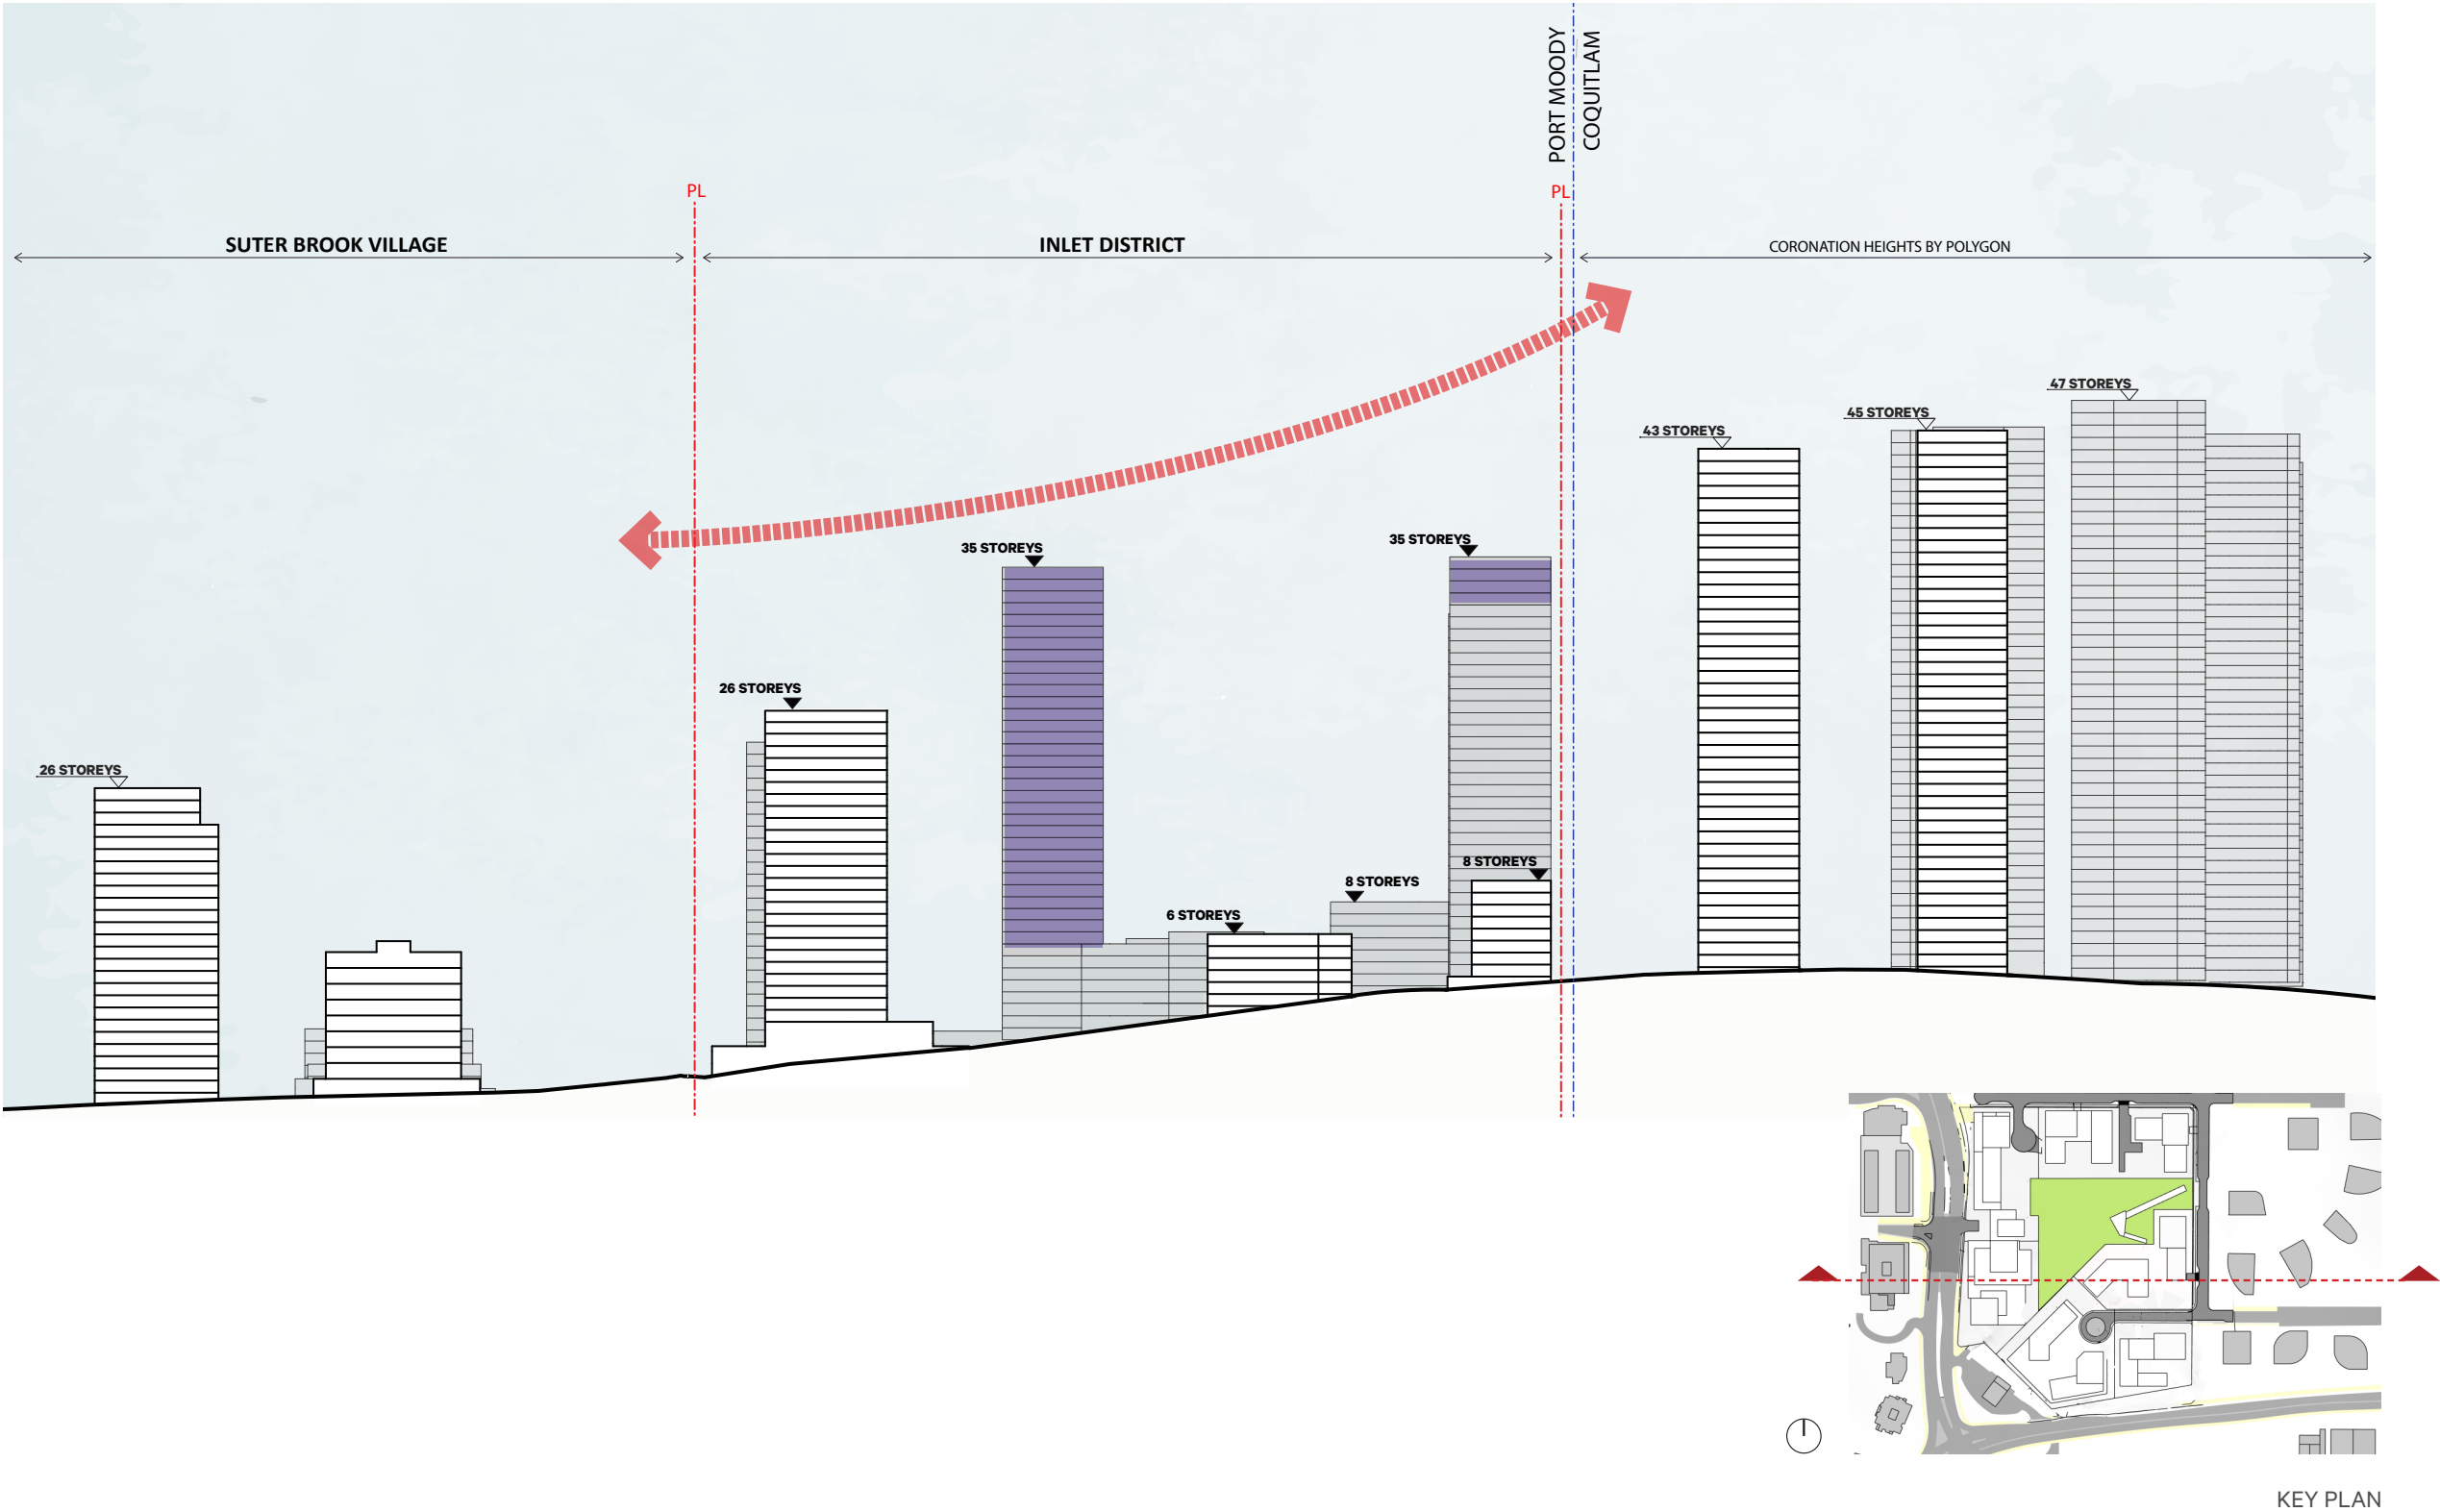 PORT MOODY
COQUITLAM
PL
PL
SUTER BROOK VILLAGE
INLET DISTRICT
CORONATION HEIGHTS BY POLYGON
47 STOREYS
45 STOREYS
43 STOREYS
35 STOREYS
35 STOREYS
26 STOREYS
26 STOREYS
8 STOREYS
8 STOREYS
6 STOREYS
KEY PLAN